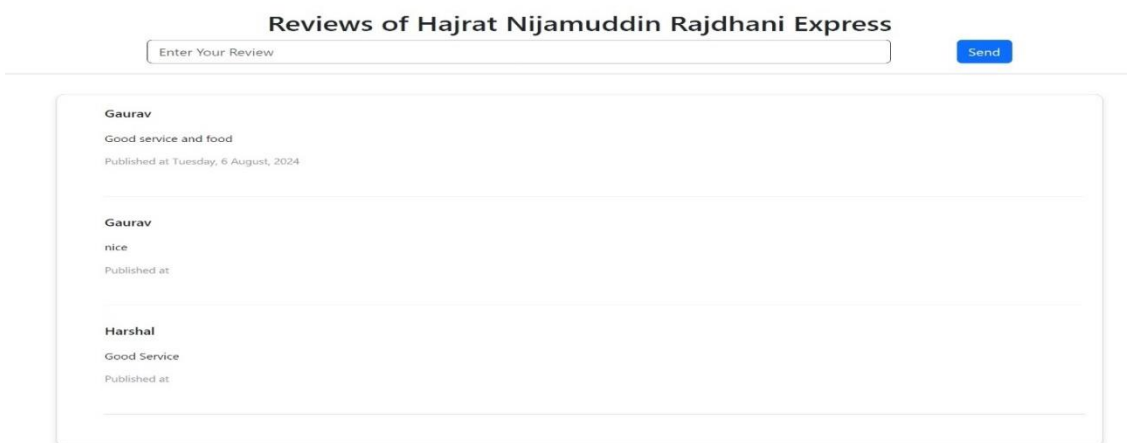 Reviews of Hajrat Nijamuddin Rajdhani Express
Enter Your Review
Send
Gaurav
Good service and food
Published at Tuesday, 6 August, 2024
Gaurav
nice
Published at
Harshal
Good Service
Published at